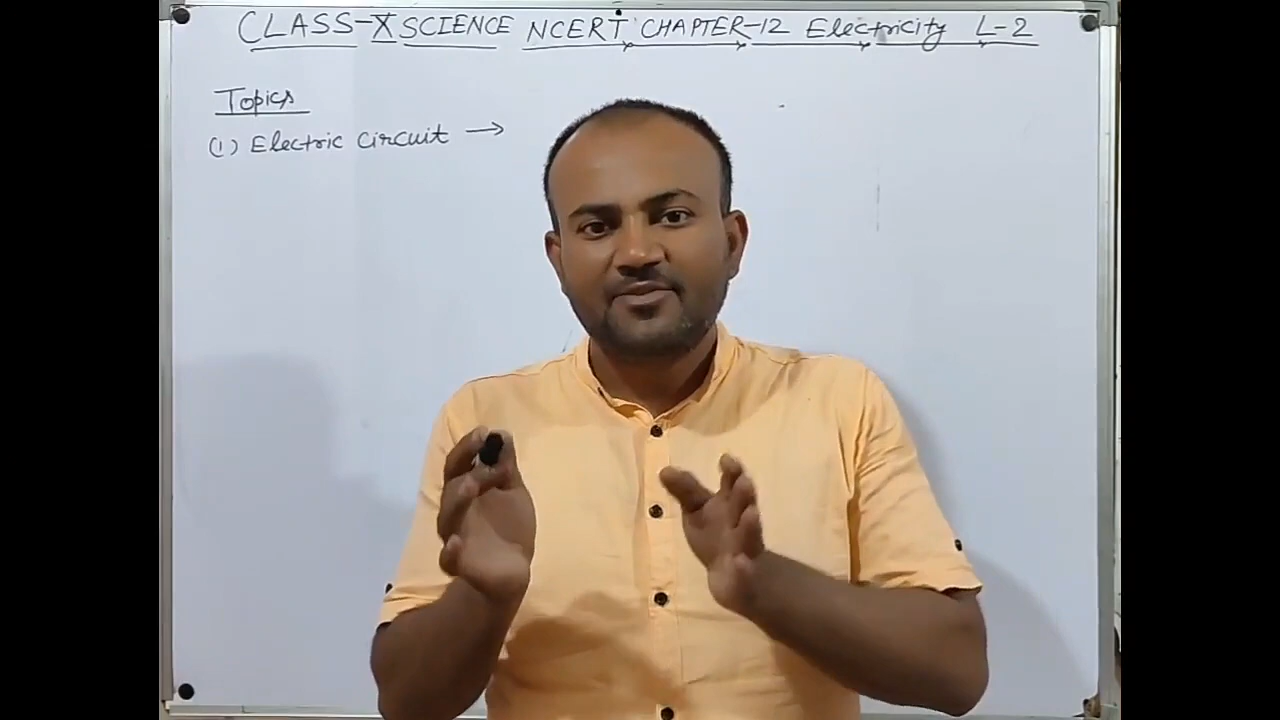 CLASS-X SCIENCE NCERT CHAPTER-12 Electricity L-2
Topics
(1) Electric Circuit →